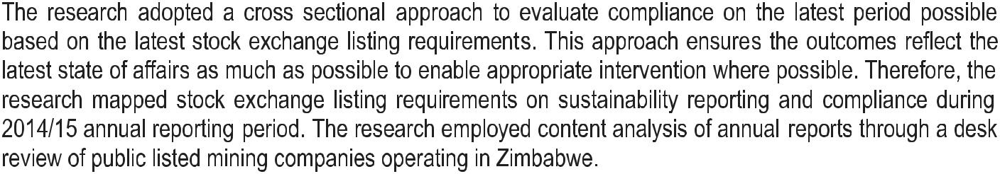 The research adopted a cross sectional approach to evaluate compliance on the latest period possible
based on the latest stock exchange listing requirements. This approach ensures the outcomes reflect the
latest state of affairs as much as possible to enable appropriate intervention where possible. Therefore, the
research mapped stock exchange listing requirements on sustainability reporting and compliance during
2014/15 annual reporting period. The research employed content analysis of annual reports through a desk
review of public listed mining companies operating in Zimbabwe.